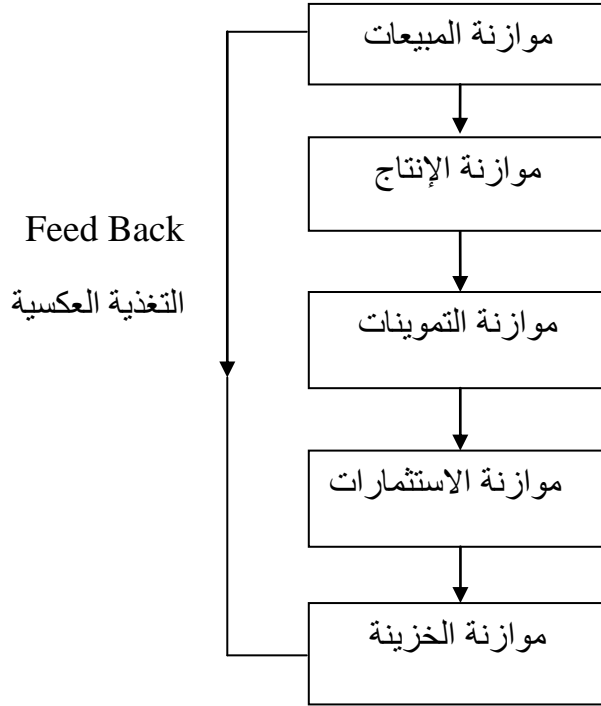 موازنة المبيعات
موازنة الإنتاج
Feed Back
التغذية العكسية
موازنة التموينات
موازنة الاستثمارات
موازنة الخزينة